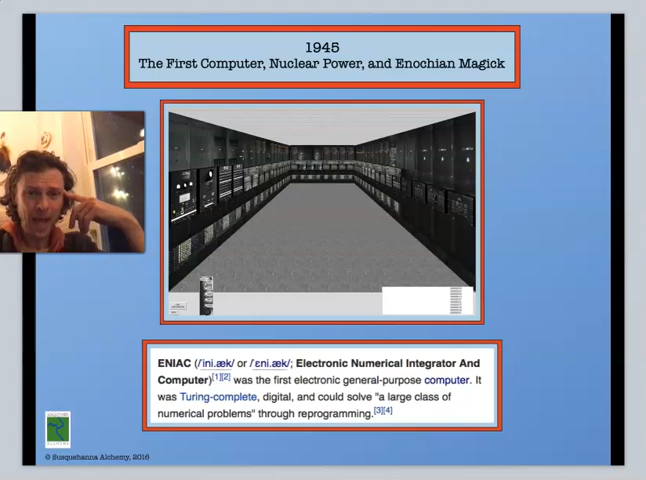 1945
The First Computer, Nuclear Power, and Enochian Magick
ENIAC (/ˈini.æk/ or /ˈɛni.æk/; Electronic Numerical Integrator And
Computer)[1][2] was the first electronic general-purpose computer. It
was Turing-complete, digital, and could solve "a large class of
numerical problems" through reprogramming.[3][4]
© Susquehanna Alchemy, 2016